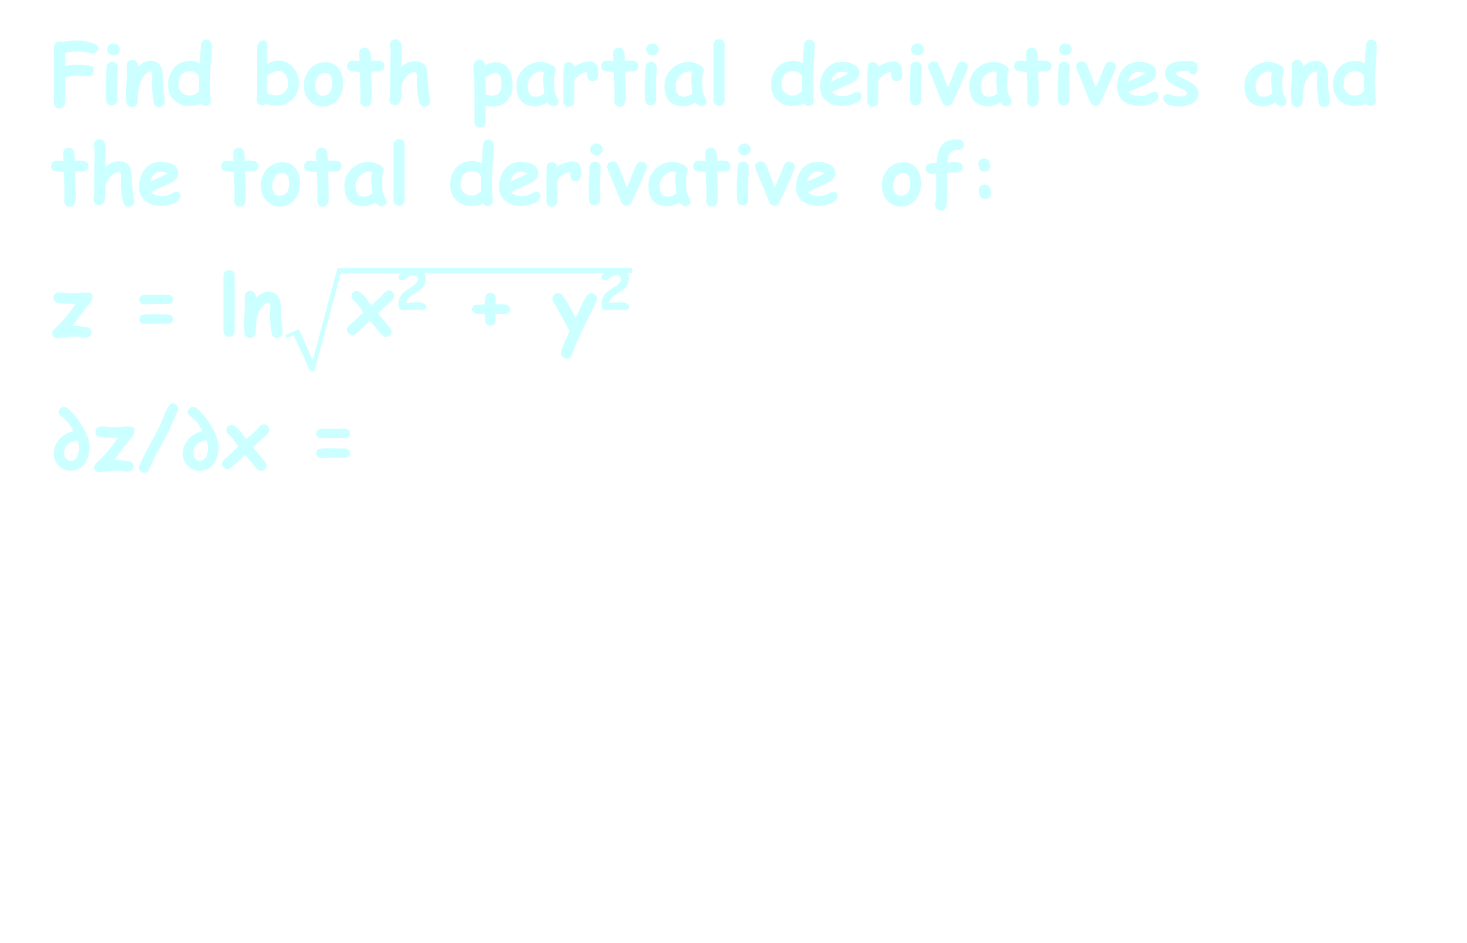 Find both partial derivatives and
the total derivative of:
z = ln√x² + y²
∂z/∂x =